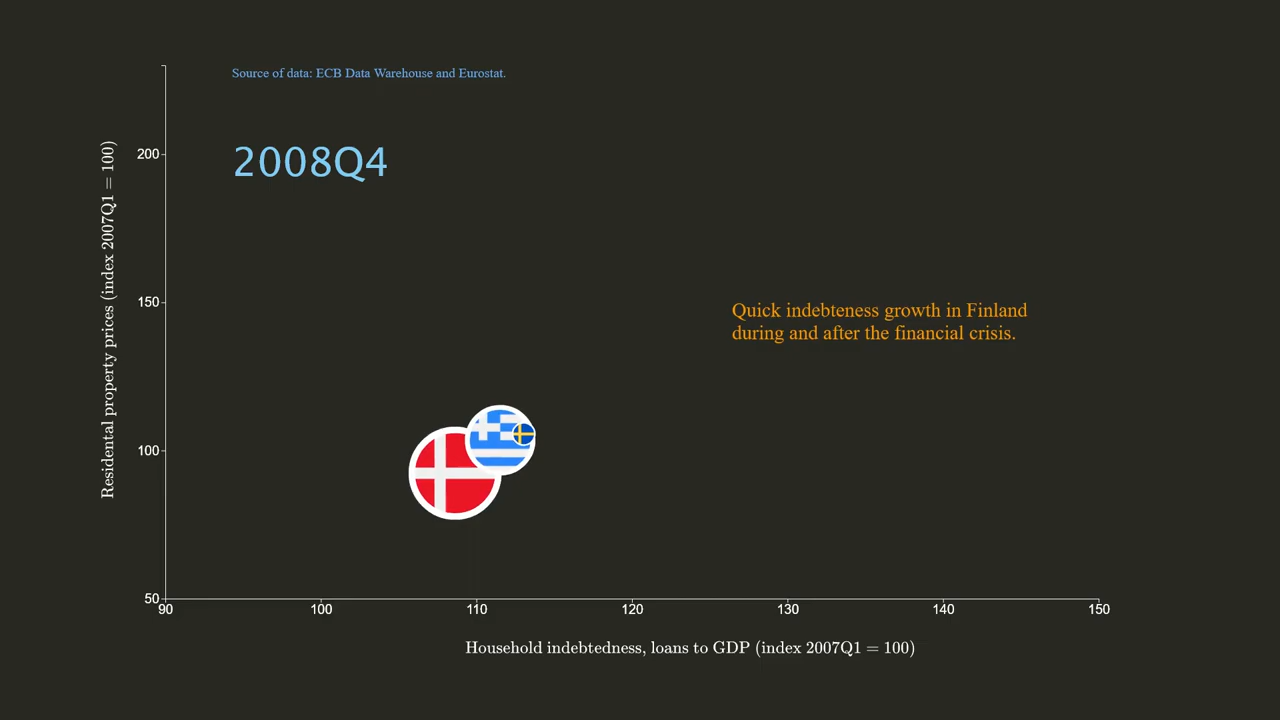 Source of data: ECB Data Warehouse and Eurostat.
2008Q4
200
150
100
50
Residental property prices (index 2007Q1 = 100)
Quick indebteness growth in Finland
during and after the financial crisis.
90 100 110 120 130 140 150
Household indebtedness, loans to GDP (index 2007Q1 = 100)